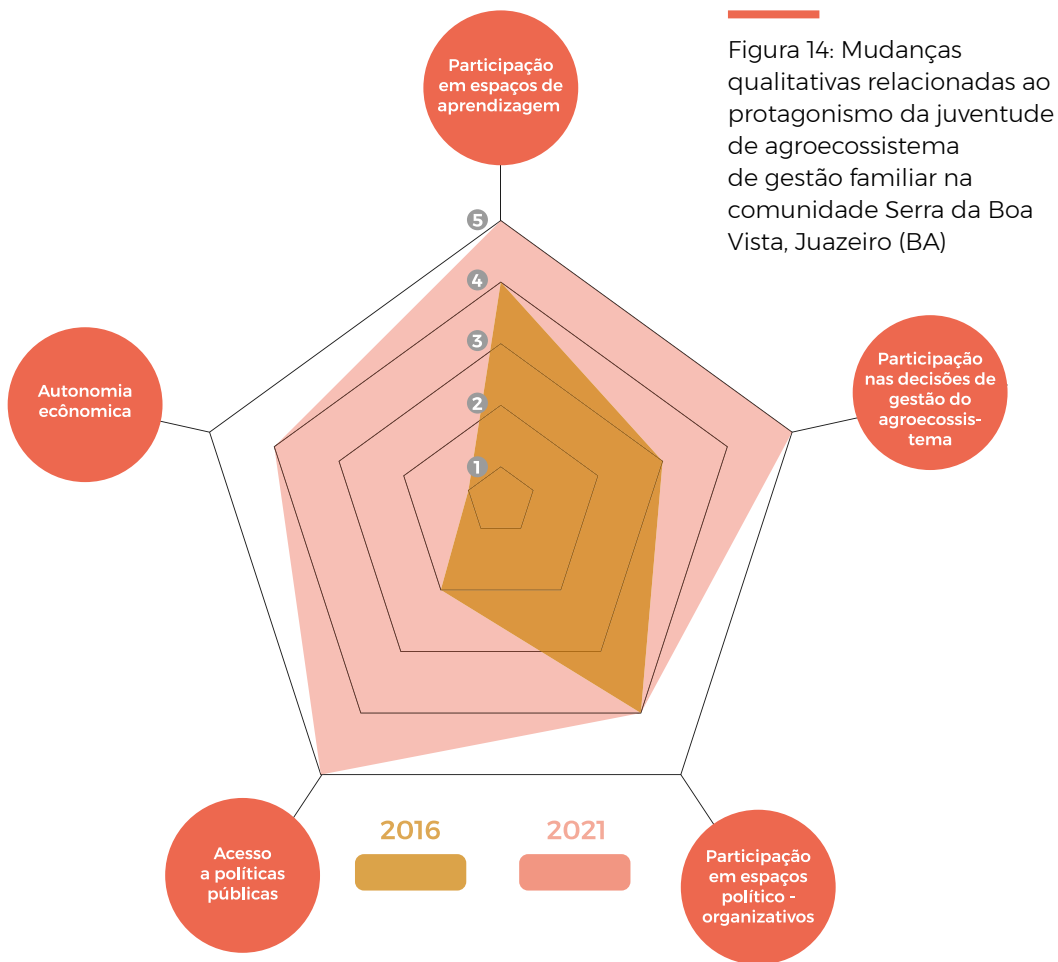 Participação
em espaços de
aprendizagem
Figura 14: Mudanças
qualitativas relacionadas ao
protagonismo da juventude
de agroecossistema
de gestão familiar na
comunidade Serra da Boa
Vista, Juazeiro (BA)
5
4
3
2
1
Autonomia
ecônomica
Participação
nas decisões de
gestão do
agroecossis-
tema
Acesso
a políticas
públicas
2016
2021
Participação
em espaços
político -
organizativos